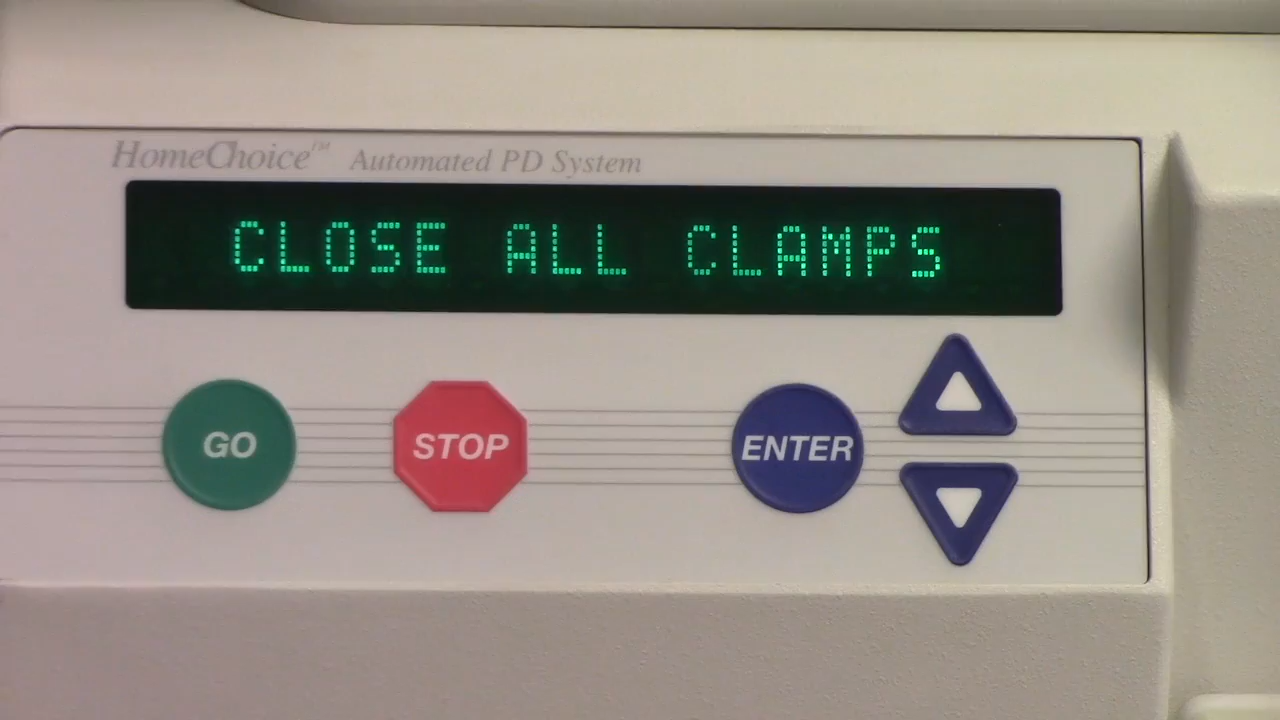 HomeChoice™ Automated PD System
CLOSE ALL CLAMPS
GO STOP ENTER